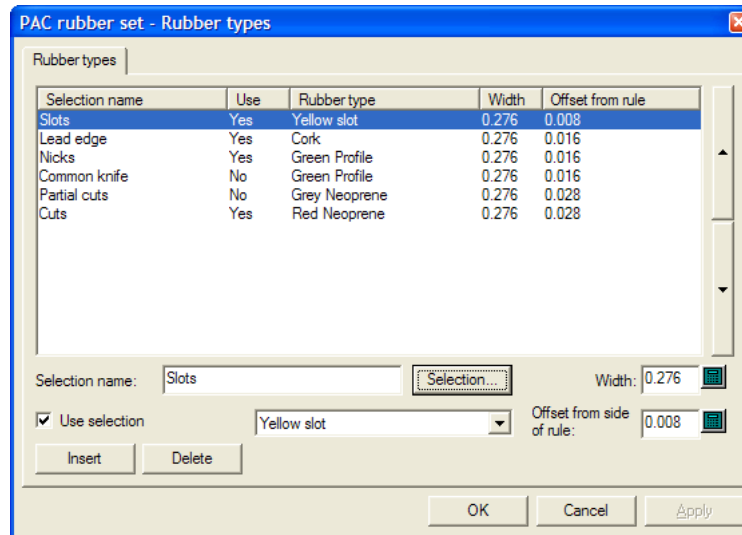 PAC rubber set - Rubber types
Rubber types
Selection name Use Rubber type Width Offset from rule
Slots Yes Yellow slot 0.276 0.008
Lead edge Yes Cork 0.276 0.016
Nicks Yes Green Profile 0.276 0.016
Common knife No Green Profile 0.276 0.016
Partial cuts No Grey Neoprene 0.276 0.028
Cuts Yes Red Neoprene 0.276 0.028
Selection name: Slots Selection... Width: 0.276
Use selection Yellow slot Offset from side
of rule: 0.008
Insert Delete
OK Cancel Apply